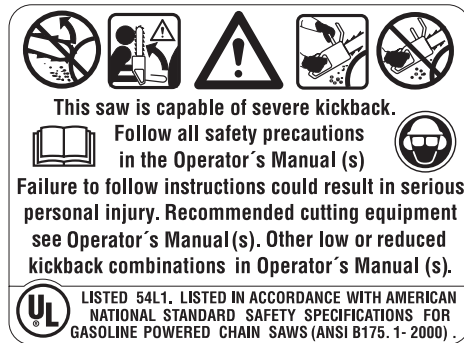 This saw is capable of severe kickback.
Follow all safety precautions
in the Operator´s Manual (s)
Failure to follow instructions could result in serious
personal injury. Recommended cutting equipment
see Operator´s Manual (s). Other low or reduced
kickback combinations in Operator´s Manual (s).
UL ®
LISTED 54L1. LISTED IN ACCORDANCE WITH AMERICAN
NATIONAL STANDARD SAFETY SPECIFICATIONS FOR
GASOLINE POWERED CHAIN SAWS (ANSI B175. 1- 2000) .